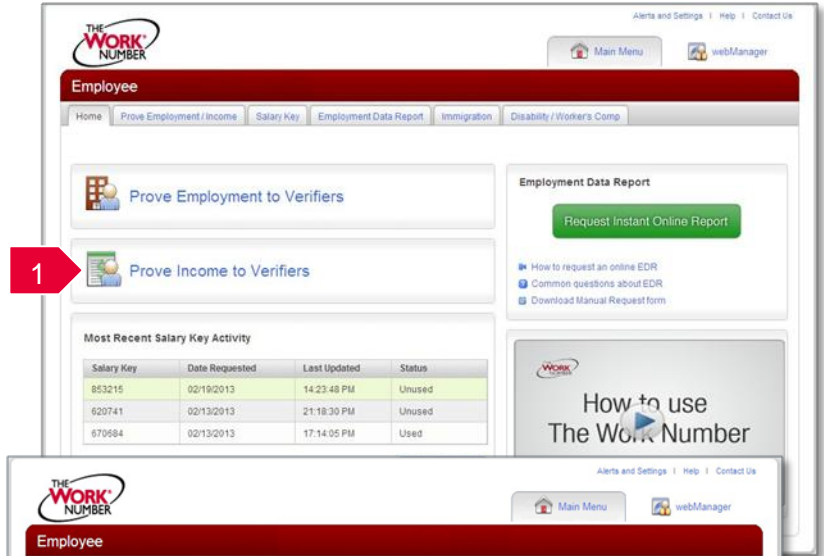 Alerts and Settings | Help | Contact Us
THE WORK NUMBER
Main Menu
webManager
Employee
Home
Prove Employment / Income
Salary Key
Employment Data Report
Immigration
Disability / Worker's Comp
Prove Employment to Verifiers
Employment Data Report
Request Instant Online Report
1
Prove Income to Verifiers
How to request an online EDR
Common questions about EDR
Download Manual Request form
Most Recent Salary Key Activity
Salary Key Date Requested Last Updated Status
853215 02/19/2013 14:23:48 PM Unused
620741 02/13/2013 21:18:30 PM Unused
670684 02/13/2013 17:14:05 PM Used
WORK
How to use
The Work Number
Alerts and Settings | Help | Contact Us
THE WORK NUMBER
Main Menu
webManager
Employee